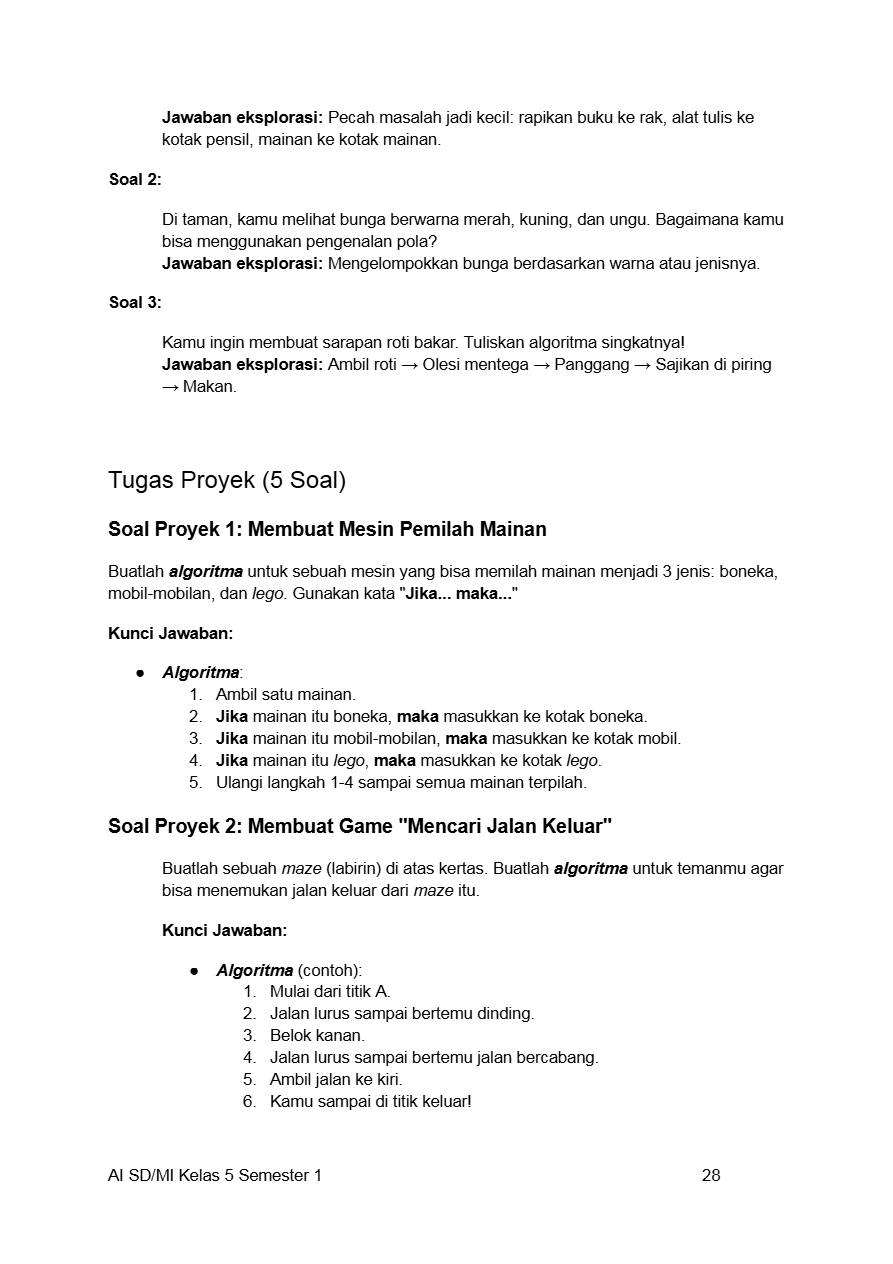 Jawaban eksplorasi: Pecah masalah jadi kecil: rapikan buku ke rak, alat tulis ke
kotak pensil, mainan ke kotak mainan.
Soal 2:
Di taman, kamu melihat bunga berwarna merah, kuning, dan ungu. Bagaimana kamu
bisa menggunakan pengenalan pola?
Jawaban eksplorasi: Mengelompokkan bunga berdasarkan warna atau jenisnya.
Soal 3:
Kamu ingin membuat sarapan roti bakar. Tuliskan algoritma singkatnya!
Jawaban eksplorasi: Ambil roti → Olesi mentega → Panggang → Sajikan di piring
→ Makan.
Tugas Proyek (5 Soal)
Soal Proyek 1: Membuat Mesin Pemilah Mainan
Buatlah algoritma untuk sebuah mesin yang bisa memilah mainan menjadi 3 jenis: boneka,
mobil-mobilan, dan lego. Gunakan kata "Jika... maka..."
Kunci Jawaban:
● Algoritma:
1. Ambil satu mainan.
2. Jika mainan itu boneka, maka masukkan ke kotak boneka.
3. Jika mainan itu mobil-mobilan, maka masukkan ke kotak mobil.
4. Jika mainan itu lego, maka masukkan ke kotak lego.
5. Ulangi langkah 1-4 sampai semua mainan terpilah.
Soal Proyek 2: Membuat Game "Mencari Jalan Keluar"
Buatlah sebuah maze (labirin) di atas kertas. Buatlah algoritma untuk temanmu agar
bisa menemukan jalan keluar dari maze itu.
Kunci Jawaban:
● Algoritma (contoh):
1. Mulai dari titik A.
2. Jalan lurus sampai bertemu dinding.
3. Belok kanan.
4. Jalan lurus sampai bertemu jalan bercabang.
5. Ambil jalan ke kiri.
6. Kamu sampai di titik keluar!
AI SD/MI Kelas 5 Semester 1 28